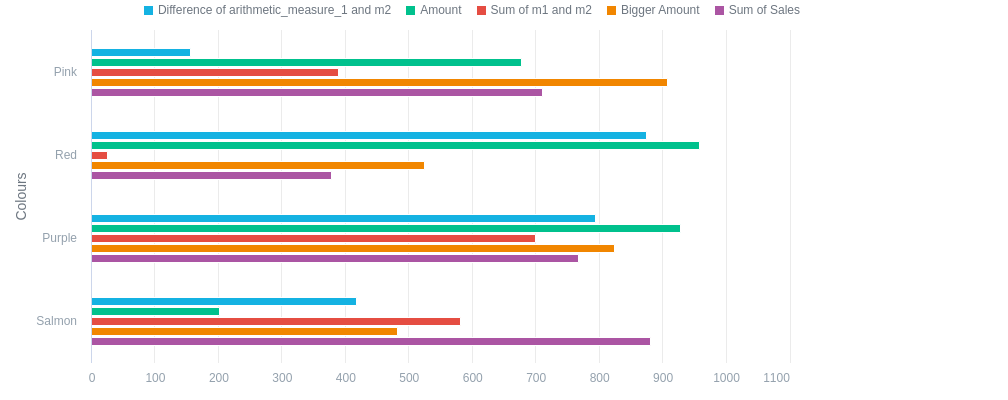 Difference of arithmetic_measure_1 and m2 Amount Sum of m1 and m2 Bigger Amount Sum of Sales
Colours
Pink
Red
Purple
Salmon
0 100 200 300 400 500 600 700 800 900 1000 1100